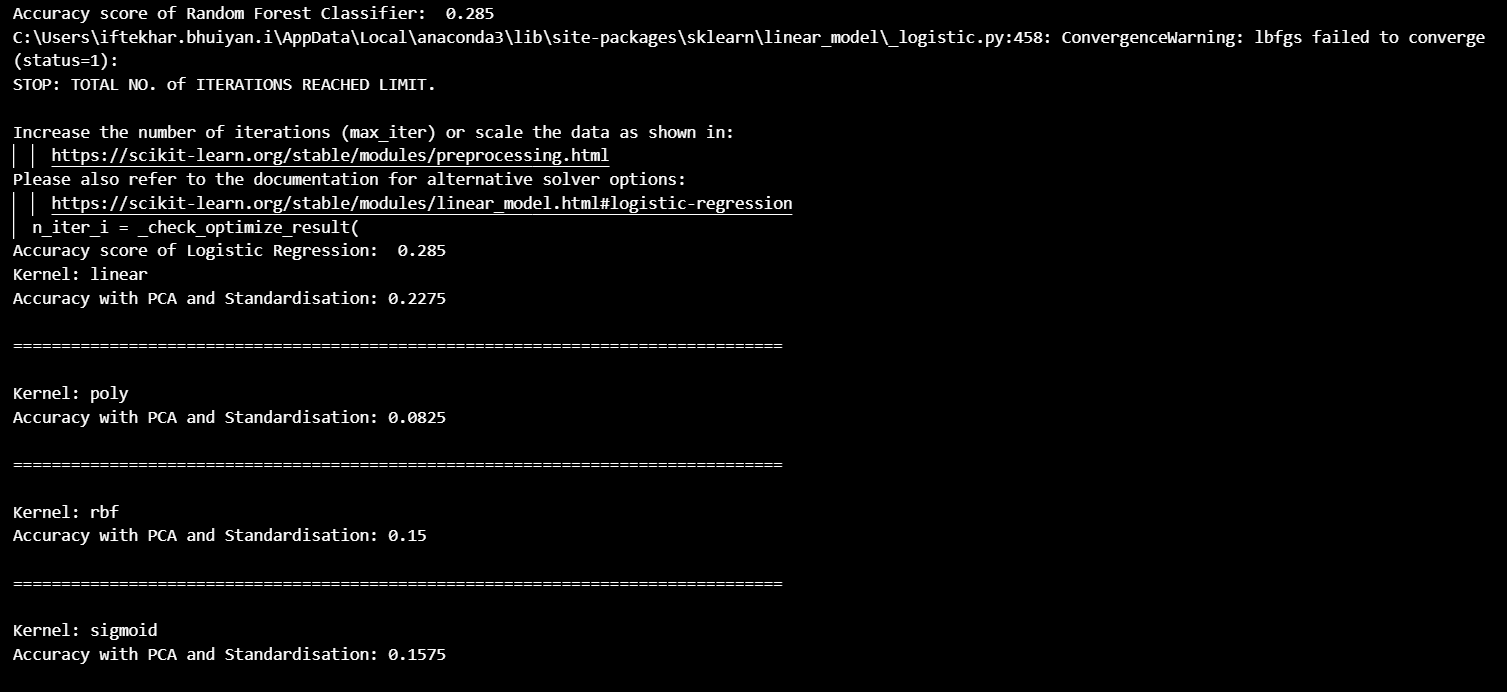 Accuracy score of Random Forest Classifier:  0.285
C:\Users\iftekhar.bhuiyan.i\AppData\Local\anaconda3\lib\site-packages\sklearn\linear_model\_logistic.py:458: ConvergenceWarning: lbfgs failed to converge
(status=1):
STOP: TOTAL NO. of ITERATIONS REACHED LIMIT.
Increase the number of iterations (max_iter) or scale the data as shown in:
https://scikit-learn.org/stable/modules/preprocessing.html
Please also refer to the documentation for alternative solver options:
https://scikit-learn.org/stable/modules/linear_model.html#logistic-regression
n_iter_i = _check_optimize_result(
Accuracy score of Logistic Regression:  0.285
Kernel: linear
Accuracy with PCA and Standardisation: 0.2275
================================================================================
Kernel: poly
Accuracy with PCA and Standardisation: 0.0825
================================================================================
Kernel: rbf
Accuracy with PCA and Standardisation: 0.15
================================================================================
Kernel: sigmoid
Accuracy with PCA and Standardisation: 0.1575